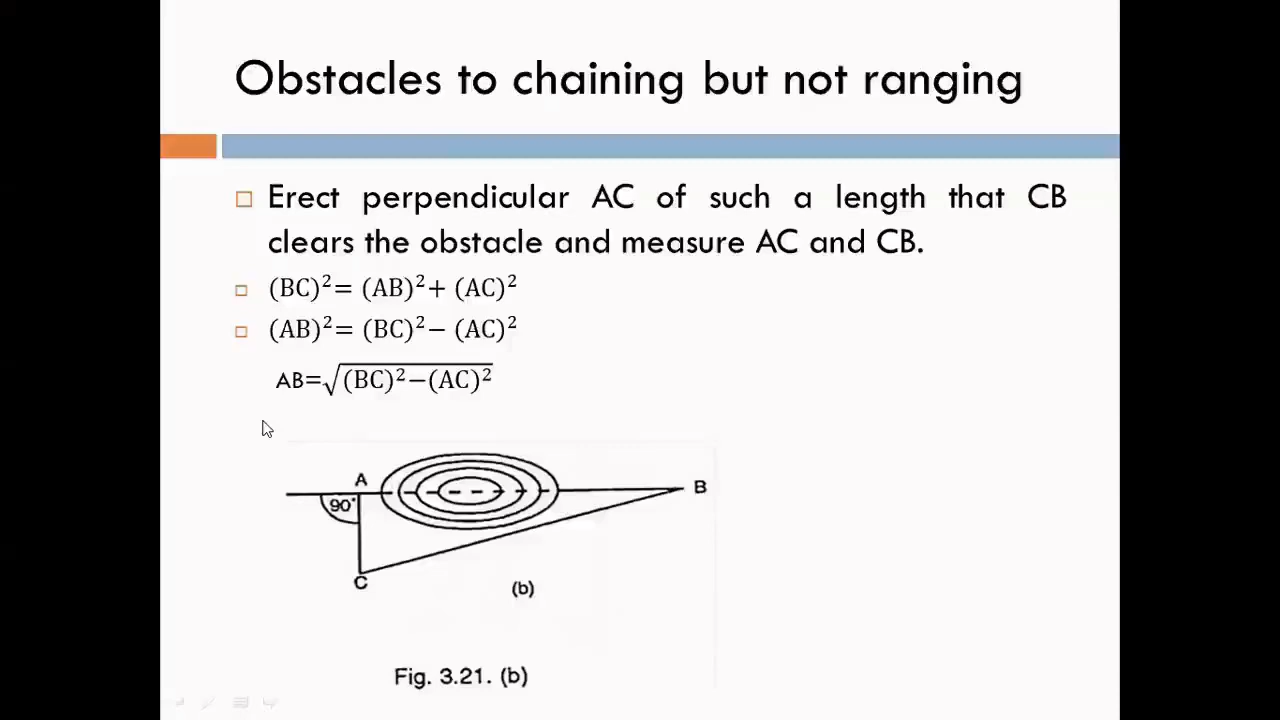 Obstacles to chaining but not ranging
Erect perpendicular AC of such a length that CB
clears the obstacle and measure AC and CB.
(BC)²= (AB)²+ (AC)²
(AB)²= (BC)²− (AC)²
AB=√(BC)²−(AC)²
A
B
90°
C
(b)
Fig. 3.21. (b)